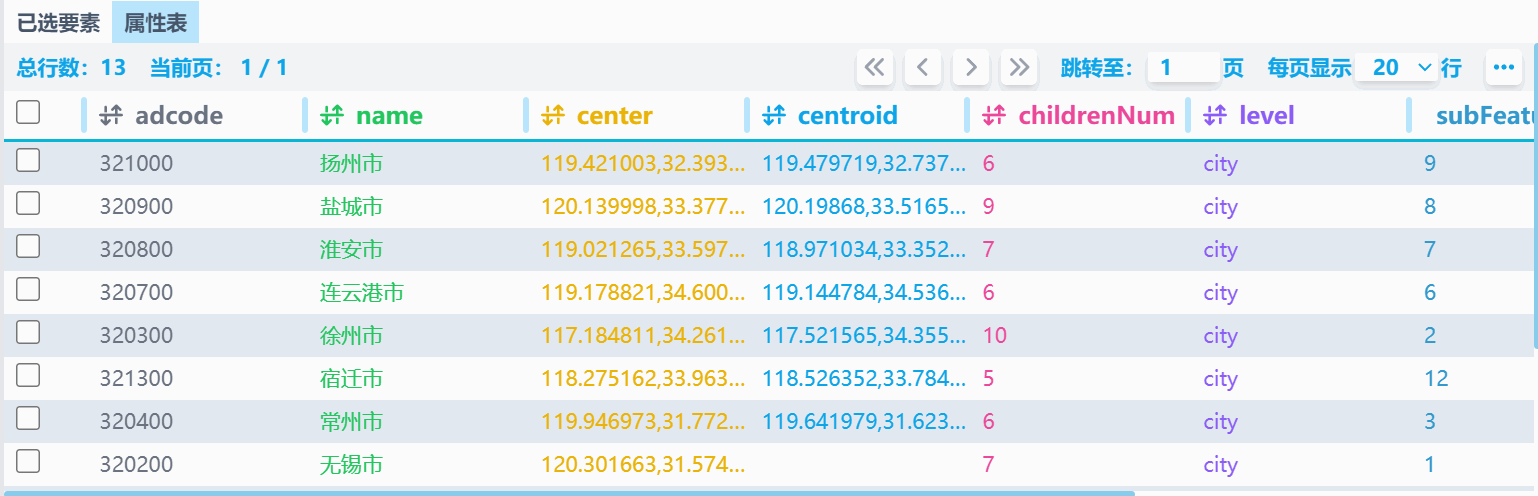 已选要素 属性表
总行数: 13 当前页: 1 / 1 跳转至: 1 页 每页显示 20 行
adcode name center centroid childrenNum level subFeatu
321000 扬州市 119.421003,32.393... 119.479719,32.737... 6 city 9
320900 盐城市 120.139998,33.377... 120.19868,33.5165... 9 city 8
320800 淮安市 119.021265,33.597... 118.971034,33.352... 7 city 7
320700 连云港市 119.178821,34.600... 119.144784,34.536... 6 city 6
320300 徐州市 117.184811,34.261... 117.521565,34.355... 10 city 2
321300 宿迁市 118.275162,33.963... 118.526352,33.784... 5 city 12
320400 常州市 119.946973,31.772... 119.641979,31.623... 6 city 3
320200 无锡市 120.301663,31.574... 7 city 1